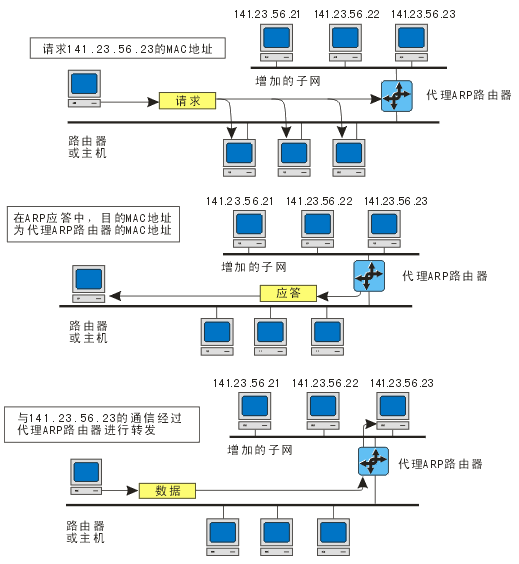 141.23.56.21 141.23.56.22 141.23.56.23
请求141.23.56.23的MAC地址
增加的子网
代理ARP路由器
请求
路由器
或主机
141.23.56.21 141.23.56.22 141.23.56.23
在ARP应答中，目的MAC地址
为代理ARP路由器的MAC地址
增加的子网
代理ARP路由器
应答
路由器
或主机
141.23.56.21 141.23.56.22 141.23.56.23
与141.23.56.23的通信经过
代理ARP路由器进行转发
增加的子网
代理ARP路由器
数据
路由器
或主机